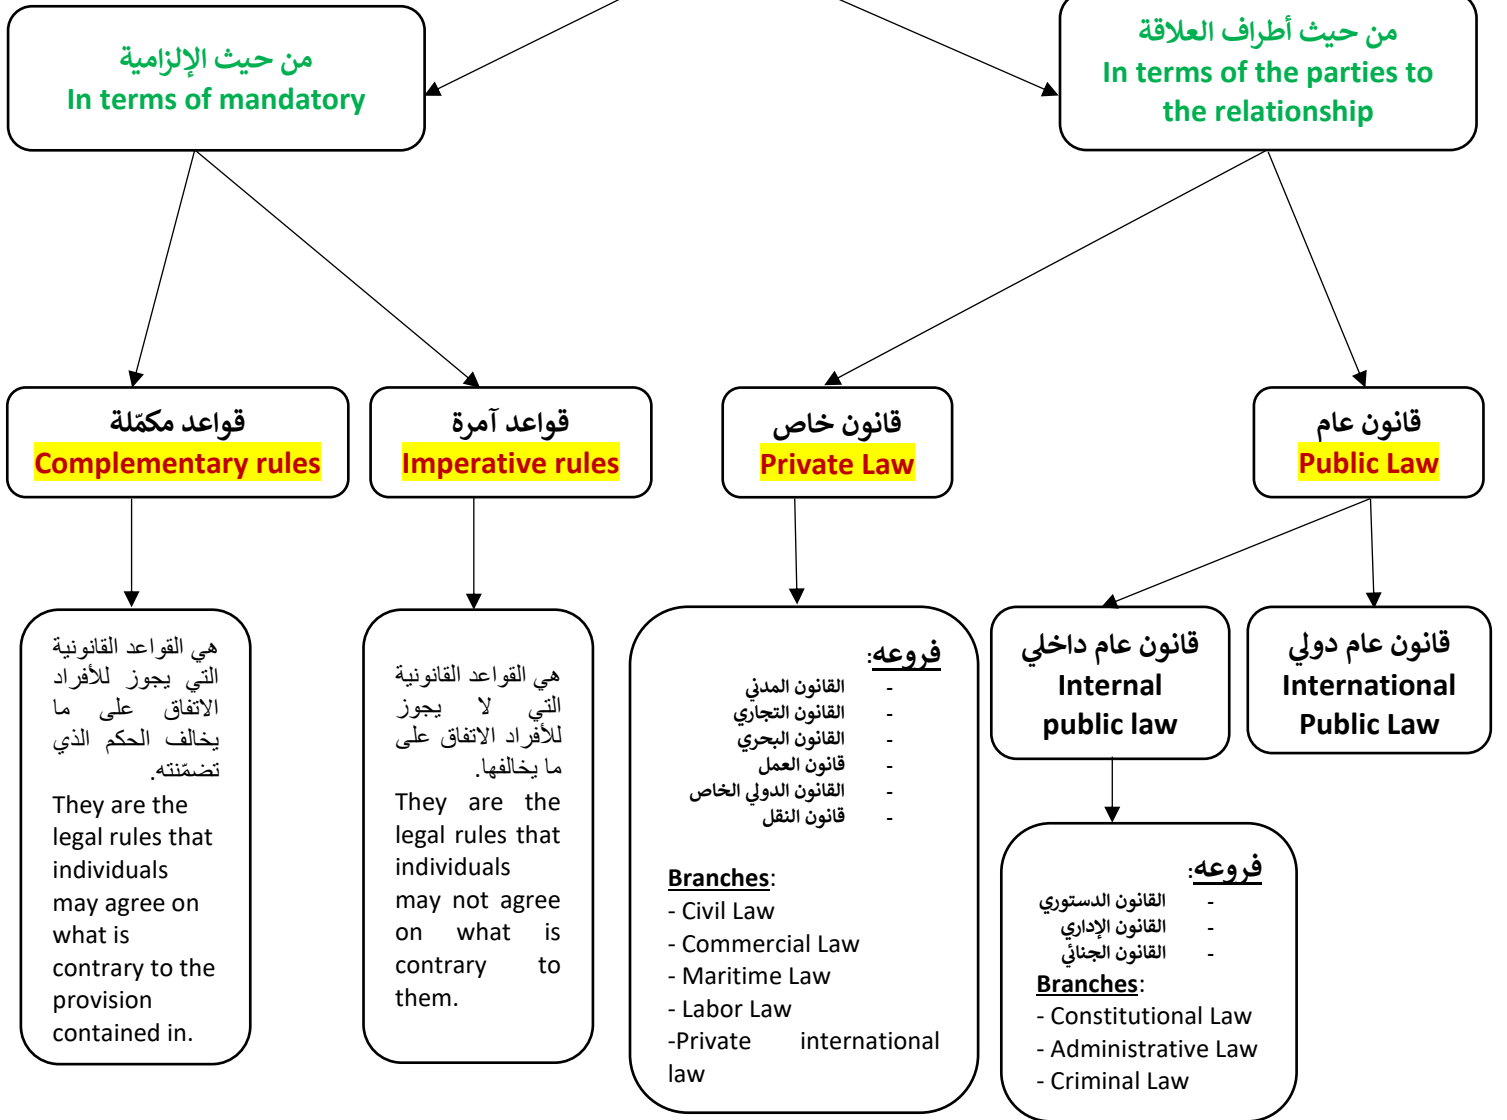 من حيث الإلزامية
In terms of mandatory
من حيث أطراف العلاقة
In terms of the parties to
the relationship
قواعد مكمّلة
Complementary rules
قواعد آمرة
Imperative rules
قانون خاص
Private Law
قانون عام
Public Law
هي القواعد القانونية
التي يجوز للأفراد
الاتفاق على ما
يخالف الحكم الذي
تضمّنته.
They are the
legal rules that
individuals
may agree on
what is
contrary to the
provision
contained in.
هي القواعد القانونية
التي لا يجوز
للأفراد الاتفاق على
ما يخالفها.
They are the
legal rules that
individuals
may not agree
on what is
contrary to
them.
فروعه:
- القانون المدني
- القانون التجاري
- القانون البحري
- قانون العمل
- القانون الدولي الخاص
- قانون النقل
Branches:
- Civil Law
- Commercial Law
- Maritime Law
- Labor Law
-Private international
law
قانون عام داخلي
Internal
public law
قانون عام دولي
International
Public Law
فروعه:
- القانون الدستوري
- القانون الإداري
- القانون الجنائي
Branches:
- Constitutional Law
- Administrative Law
- Criminal Law